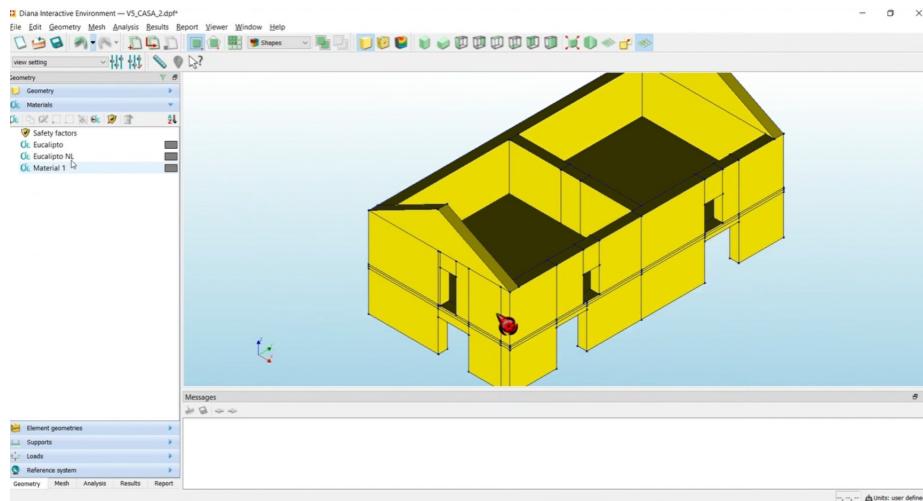 Diana Interactive Environment — V5_CASA_2.dpf*
File Edit Geometry Mesh Analysis Results Report Viewer Window Help
Shapes
view setting
Geometry
Geometry
Materials
Safety factors
Eucalipto
Eucalipto NL
Material 1
Messages
Element geometries
Supports
Loads
Reference system
Geometry Mesh Analysis Results Report
--, --, -- Units: user define